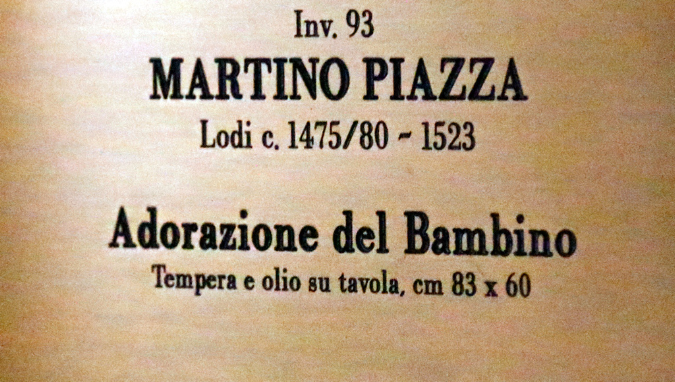 Inv. 93
MARTINO PIAZZA
Lodi c. 1475/80 ~ 1523
Adorazione del Bambino
Tempera e olio su tavola, cm 83 x 60